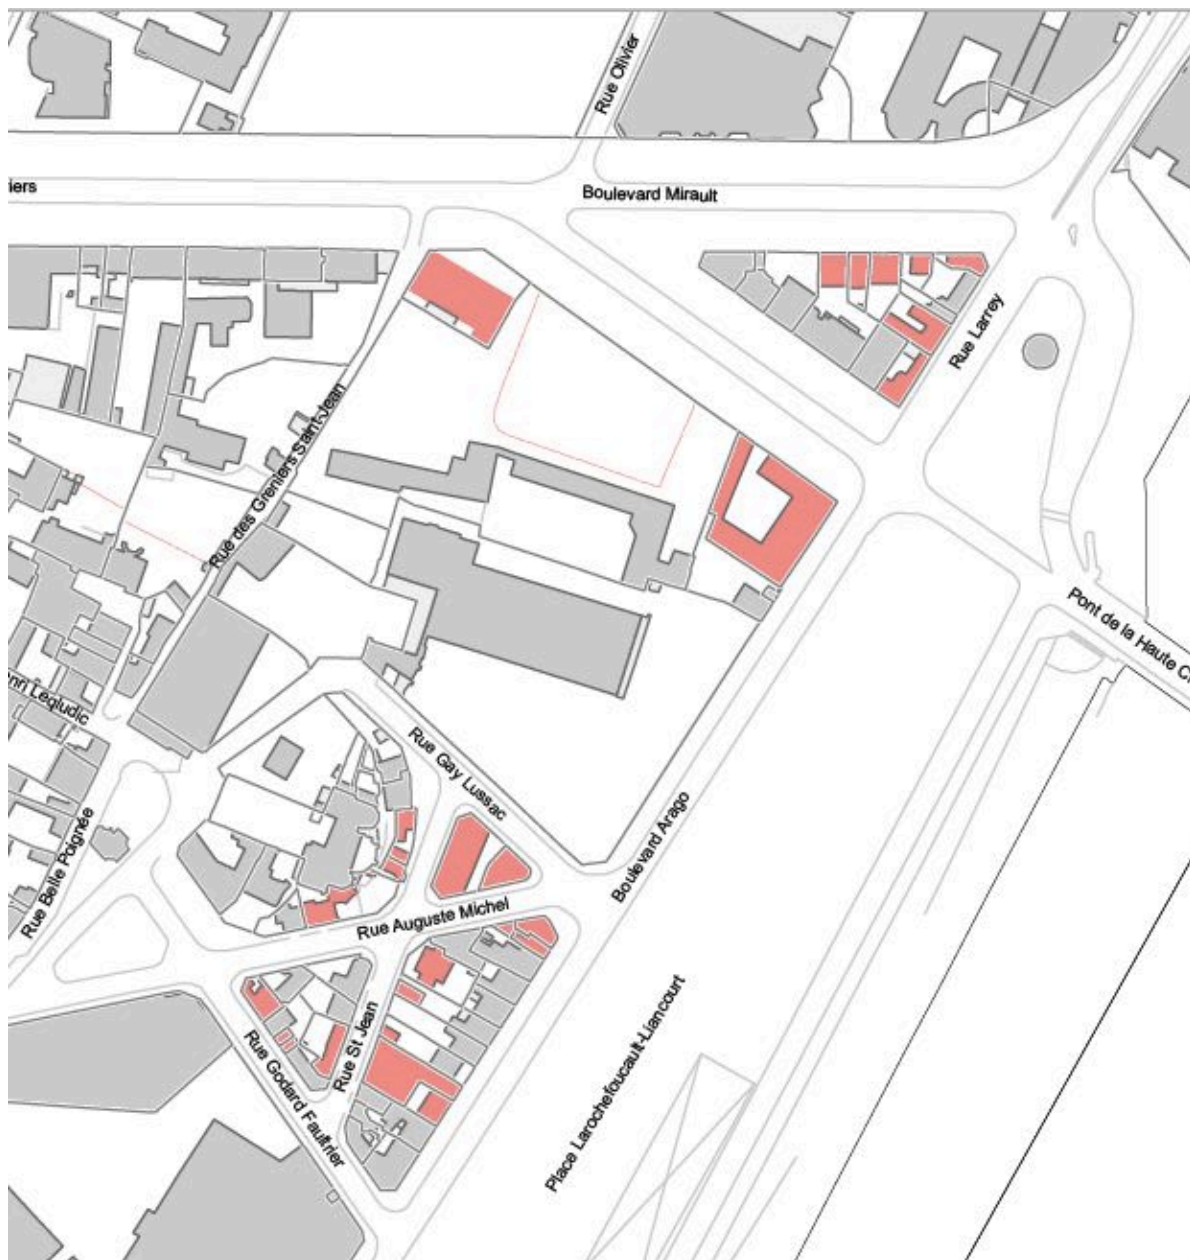 Rue Olivier
iers
Boulevard Mirault
Rue Larrey
Rue des Greniers Saint-Jean
Pont de la Haute C
nri Leqludic
Rue Gay Lussac
Boulevard Arago
Rue Belle Poignée
Rue Auguste Michel
Rue St Jean
Place Larochefoucault-Liancourt
Rue Godard Faultrier